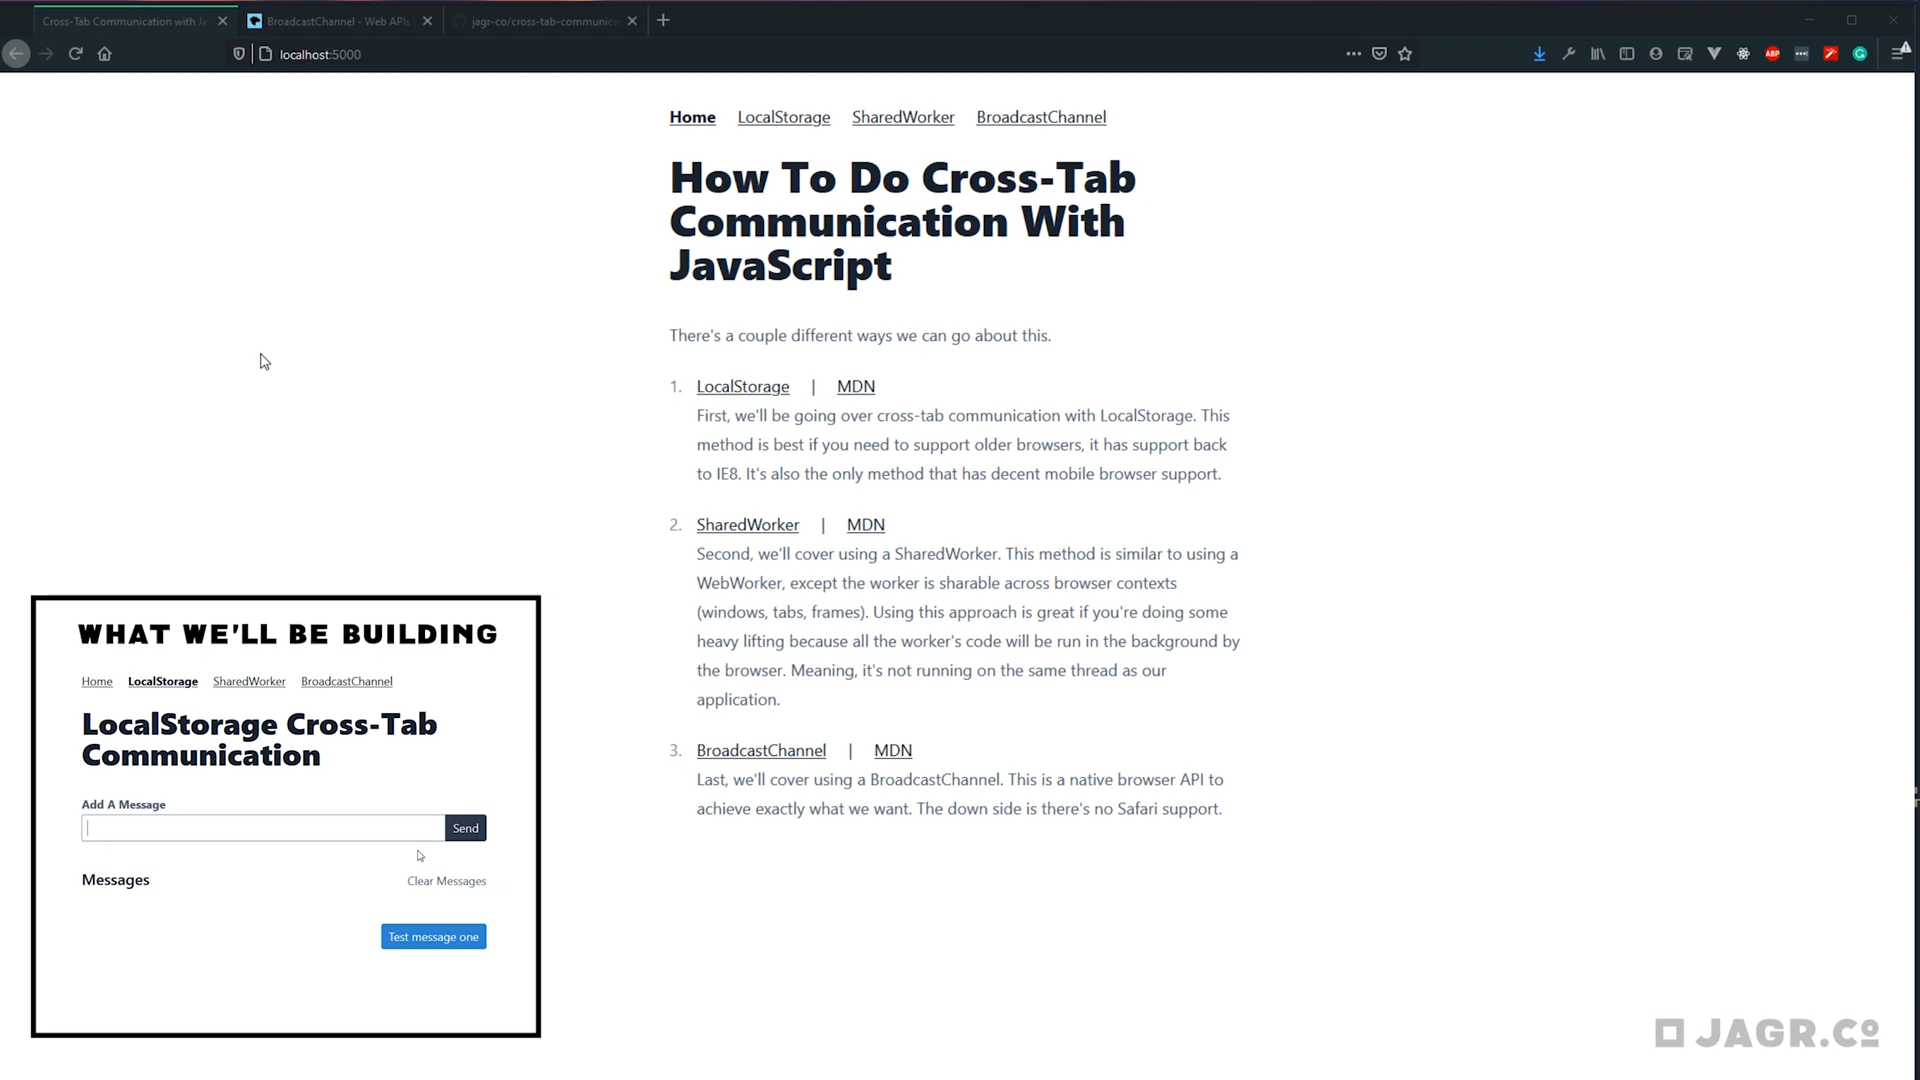 Cross-Tab Communication with Ja
BroadcastChannel - Web APIs
jagr-co/cross-tab-communica
localhost:5000
ABP
Home LocalStorage SharedWorker BroadcastChannel
How To Do Cross-Tab
Communication With
JavaScript
There's a couple different ways we can go about this.
1. LocalStorage | MDN
First, we'll be going over cross-tab communication with LocalStorage. This
method is best if you need to support older browsers, it has support back
to IE8. It's also the only method that has decent mobile browser support.
2. SharedWorker | MDN
Second, we'll cover using a SharedWorker. This method is similar to using a
WebWorker, except the worker is sharable across browser contexts
(windows, tabs, frames). Using this approach is great if you're doing some
heavy lifting because all the worker's code will be run in the background by
the browser. Meaning, it's not running on the same thread as our
application.
3. BroadcastChannel | MDN
Last, we'll cover using a BroadcastChannel. This is a native browser API to
achieve exactly what we want. The down side is there's no Safari support.
WHAT WE'LL BE BUILDING
Home LocalStorage SharedWorker BroadcastChannel
LocalStorage Cross-Tab
Communication
Add A Message
Send
Messages Clear Messages
Test message one
JAGR.Co